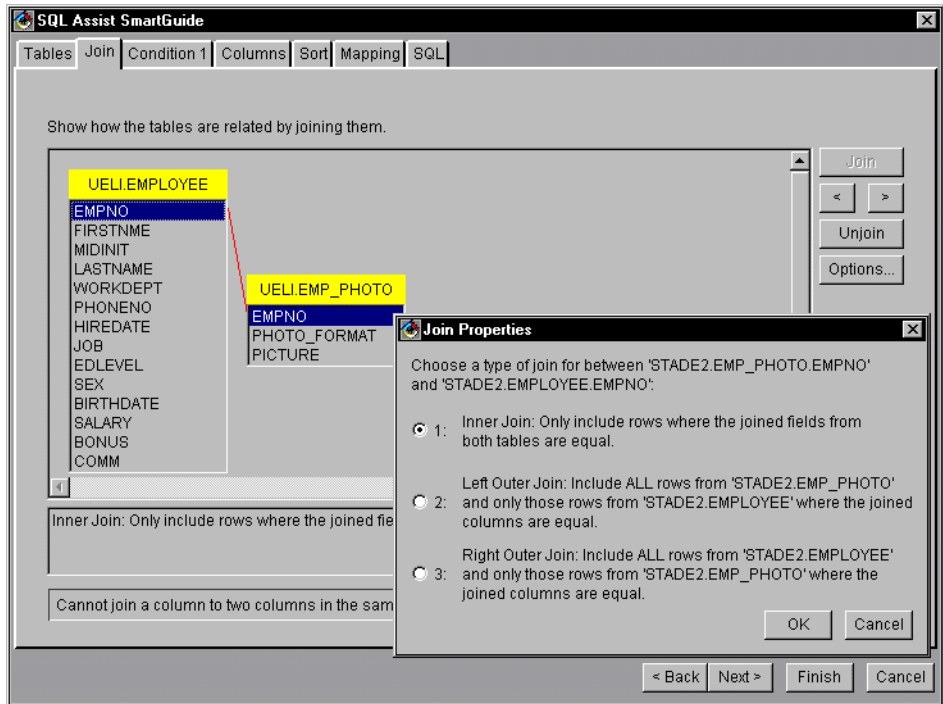 SQL Assist SmartGuide
Tables Join Condition 1 Columns Sort Mapping SQL
Show how the tables are related by joining them.
UELI.EMPLOYEE
EMPNO
FIRSTNME
MIDINIT
LASTNAME
WORKDEPT
PHONENO
HIREDATE
JOB
EDLEVEL
SEX
BIRTHDATE
SALARY
BONUS
COMM
UELI.EMP_PHOTO
EMPNO
PHOTO_FORMAT
PICTURE
Join
< >
Unjoin
Options...
Inner Join: Only include rows where the joined fie
Cannot join a column to two columns in the sam
Join Properties
Choose a type of join for between 'STADE2.EMP_PHOTO.EMPNO'
and 'STADE2.EMPLOYEE.EMPNO':
1: Inner Join: Only include rows where the joined fields from
both tables are equal.
Left Outer Join: Include ALL rows from 'STADE2.EMP_PHOTO'
2: and only those rows from 'STADE2.EMPLOYEE' where the joined
columns are equal.
Right Outer Join: Include ALL rows from 'STADE2.EMPLOYEE'
3: and only those rows from 'STADE2.EMP_PHOTO' where the
joined columns are equal.
OK Cancel
< Back Next > Finish Cancel